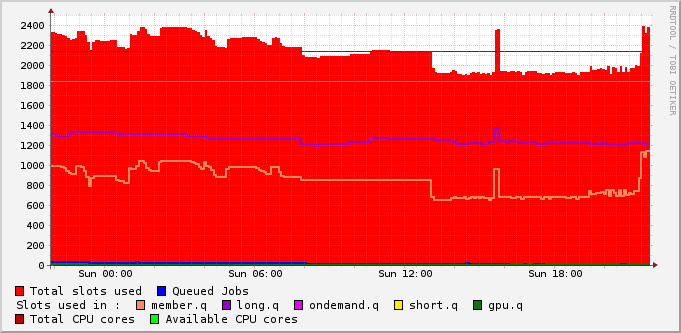 2400
2200
2000
1800
1600
1400
1200
1000
800
600
400
200
0
Sun 00:00 Sun 06:00 Sun 12:00 Sun 18:00
RRDTOOL / TOBI OETIKER
Total slots used Queued Jobs
Slots used in : member.q long.q ondemand.q short.q gpu.q
Total CPU cores Available CPU cores